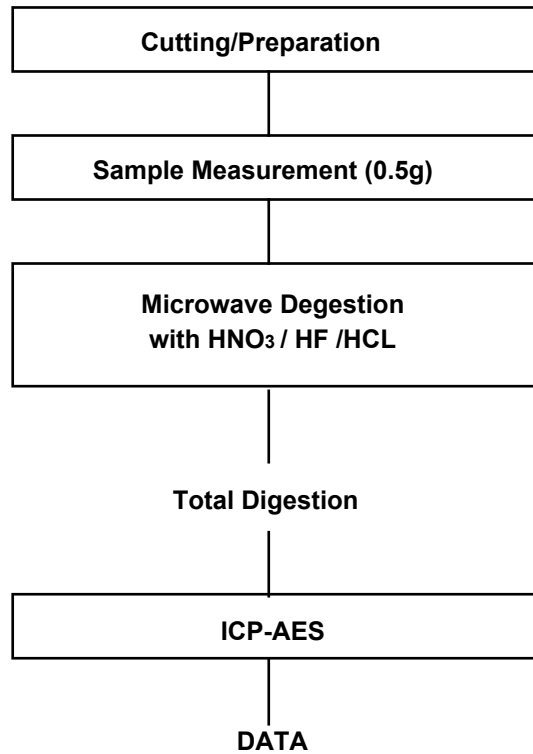 Cutting/Preparation
Sample Measurement (0.5g)
Microwave Degestion
with HNO3 / HF /HCL
Total Digestion
ICP-AES
DATA